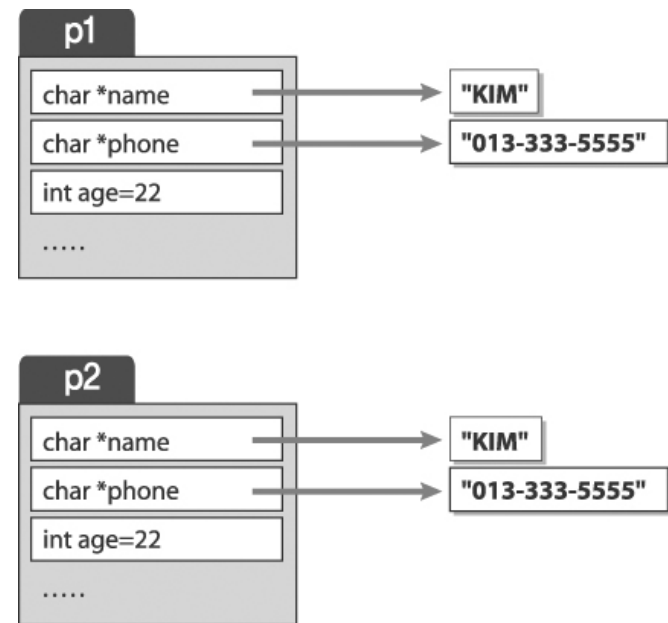 p1
char *name
"KIM"
char *phone
"013-333-5555"
int age=22
.....
p2
char *name
"KIM"
char *phone
"013-333-5555"
int age=22
.....